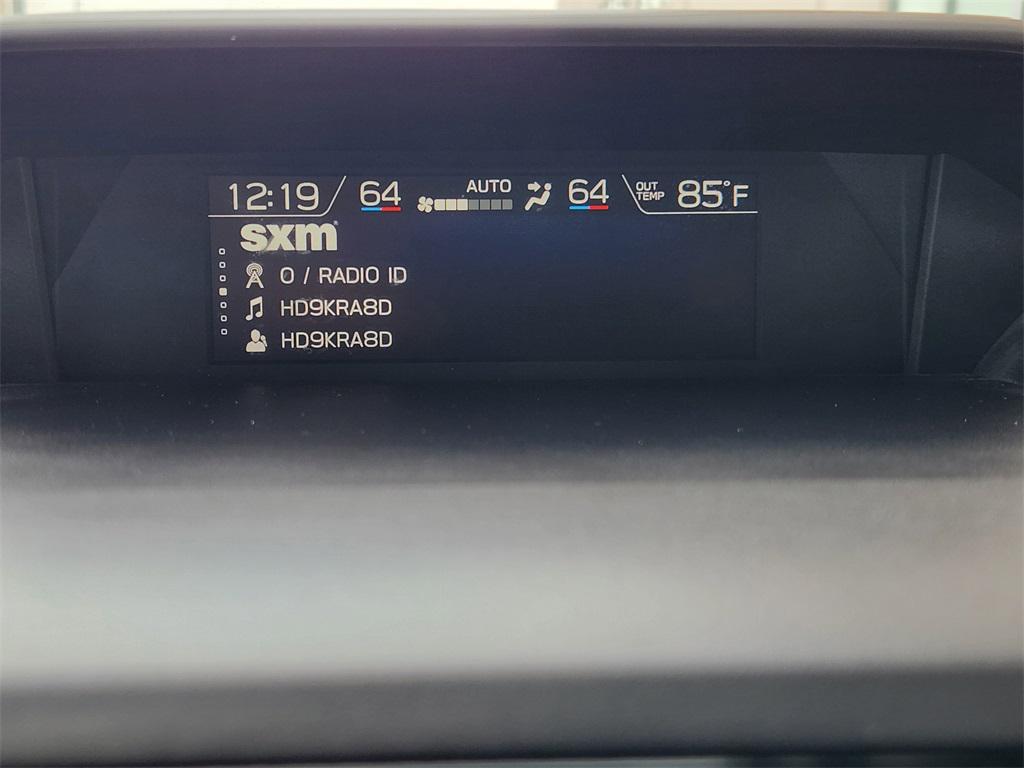 12:19 64 AUTO 64 OUT TEMP 85°F
sxm
0 / RADIO ID
HD9KRA8D
HD9KRA8D